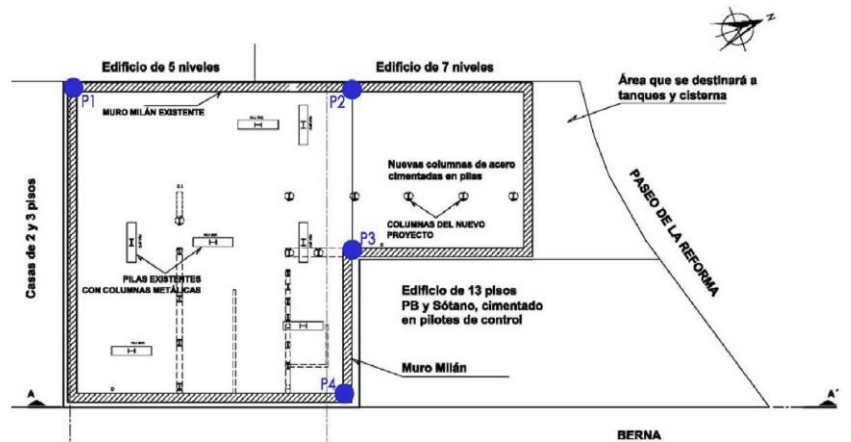 Z
Edificio de 5 niveles
Edificio de 7 niveles
Área que se destinará a
tanques y cisterna
P1
P2
MURO MILÁN EXISTENTE
Casas de 2 y 3 pisos
Nuevas columnas de acero
cimentadas en pilas
COLUMNAS DEL NUEVO
PROYECTO
PASEO DE LA REFORMA
P3
PILAS EXISTENTES
CON COLUMNAS METÁLICAS
Edificio de 13 pisos
PB y Sótano, cimentado
en pilotes de control
Muro Milán
P4
A
A'
BERNA